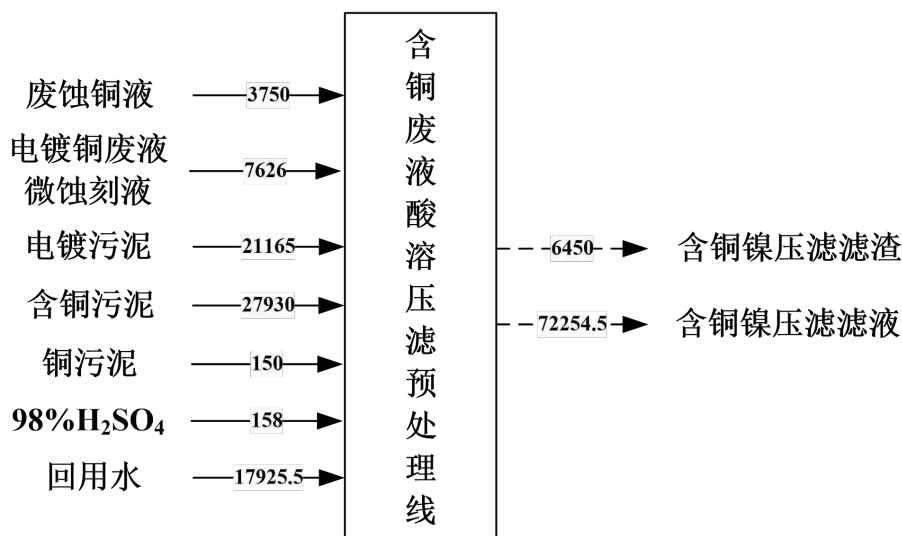 废蚀铜液
3750
电镀铜废液
微蚀刻液
7626
电镀污泥
21165
含铜污泥
27930
铜污泥
150
98%H₂SO₄
158
回用水
17925.5
含铜废液酸溶压滤预处理线
6450
含铜镍压滤滤渣
72254.5
含铜镍压滤滤液